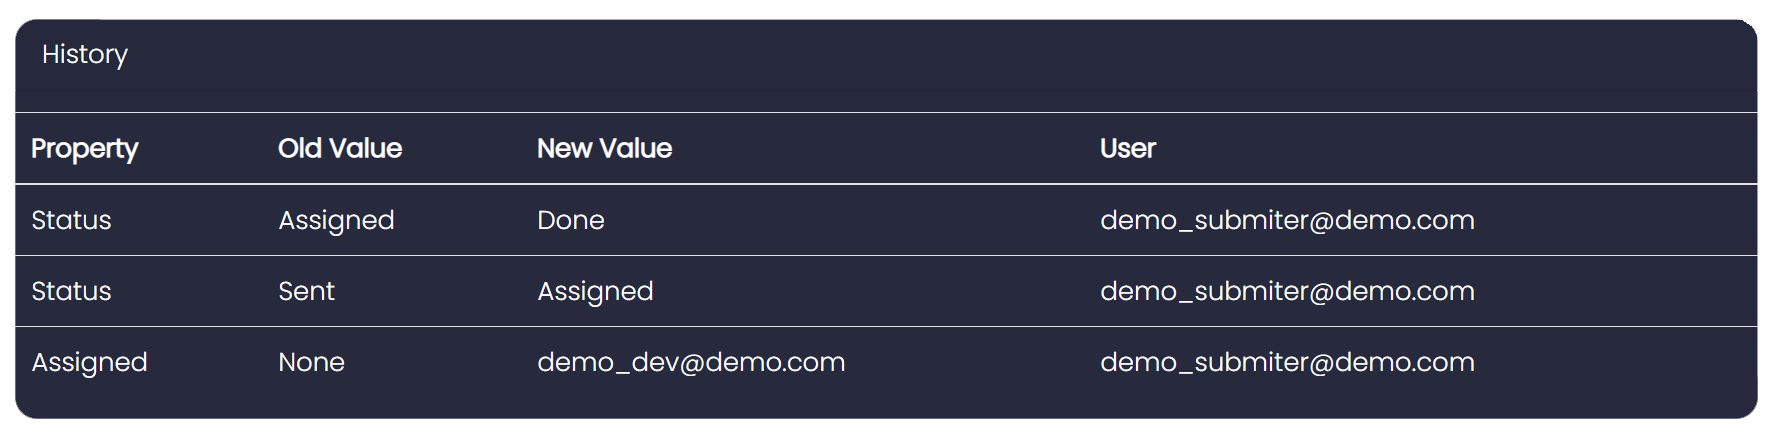 History
Property Old Value New Value User
Status Assigned Done demo_submiter@demo.com
Status Sent Assigned demo_submiter@demo.com
Assigned None demo_dev@demo.com demo_submiter@demo.com